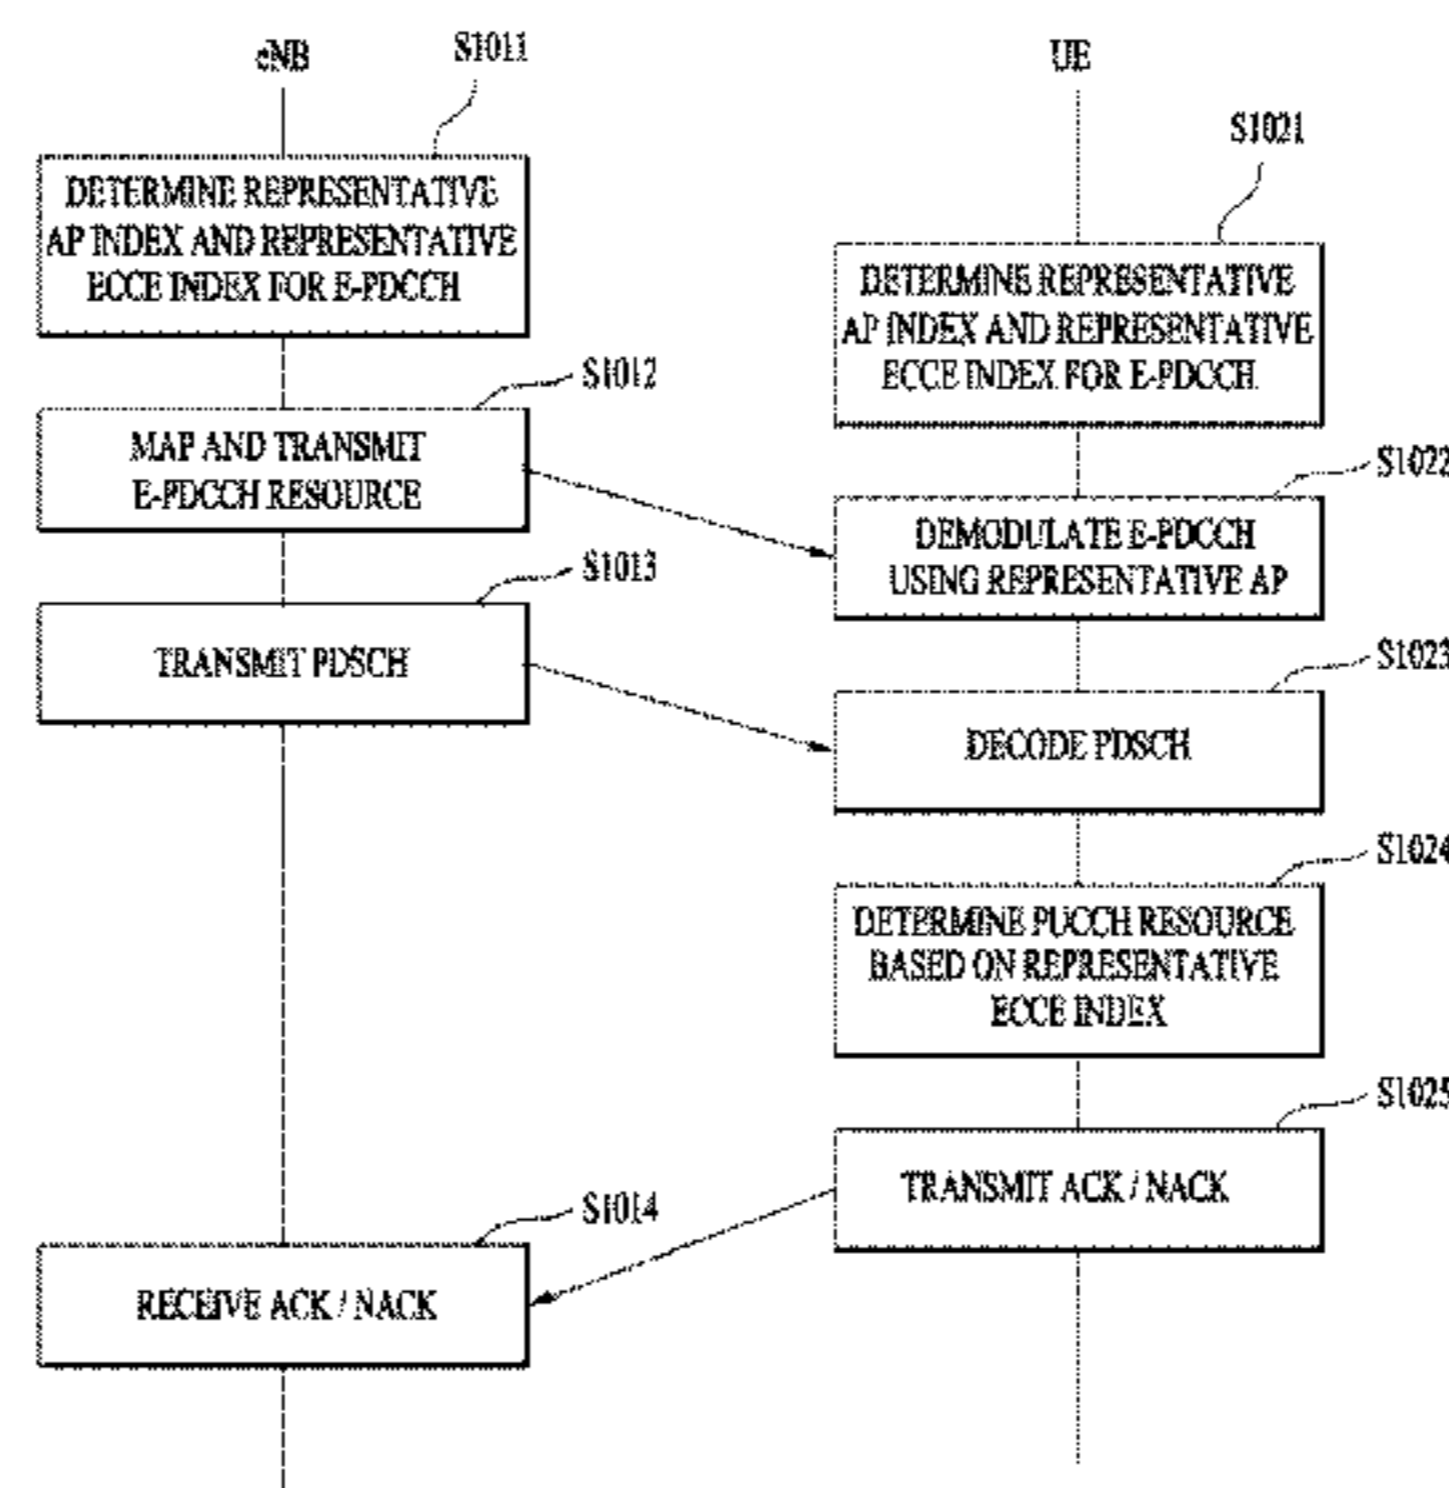 eNB
S1011
UE
S1021
DETERMINE REPRESENTATIVE
AP INDEX AND REPRESENTATIVE
ECCE INDEX FOR E-PDCCH
DETERMINE REPRESENTATIVE
AP INDEX AND REPRESENTATIVE
ECCE INDEX FOR E-PDCCH
S1012
MAP AND TRANSMIT
E-PDCCH RESOURCE
S1022
DEMODULATE E-PDCCH
USING REPRESENTATIVE AP
S1013
TRANSMIT PDSCH
S1023
DECODE PDSCH
S1024
DETERMINE PUCCH RESOURCE
BASED ON REPRESENTATIVE
ECCE INDEX
S1025
TRANSMIT ACK / NACK
S1014
RECEIVE ACK / NACK